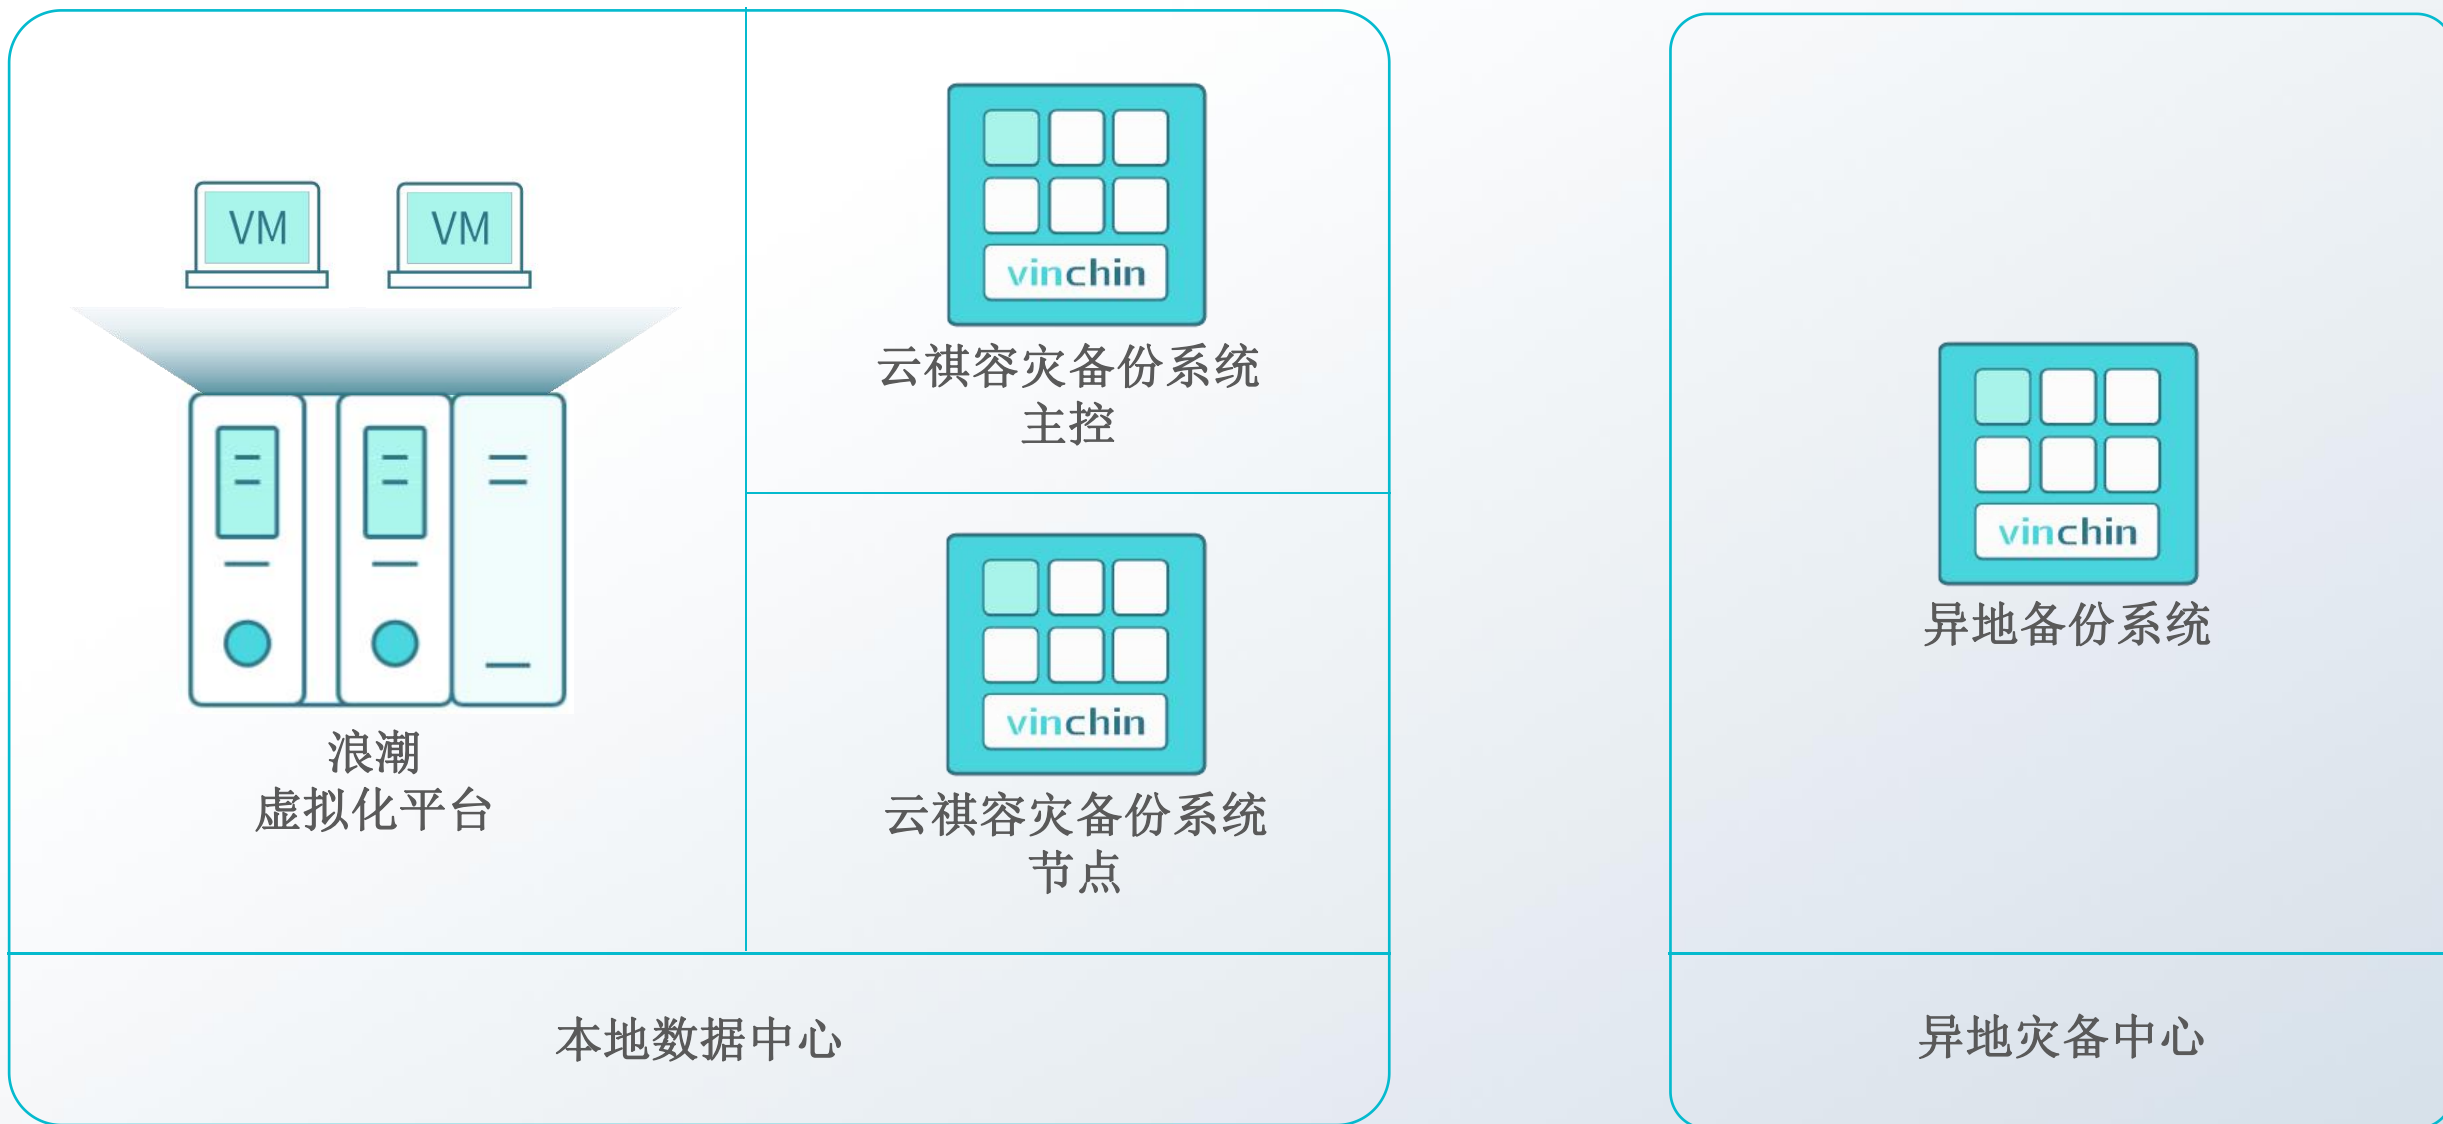 VM
VM
浪潮
虚拟化平台
vinchin
云祺容灾备份系统
主控
vinchin
云祺容灾备份系统
节点
本地数据中心
vinchin
异地备份系统
异地灾备中心